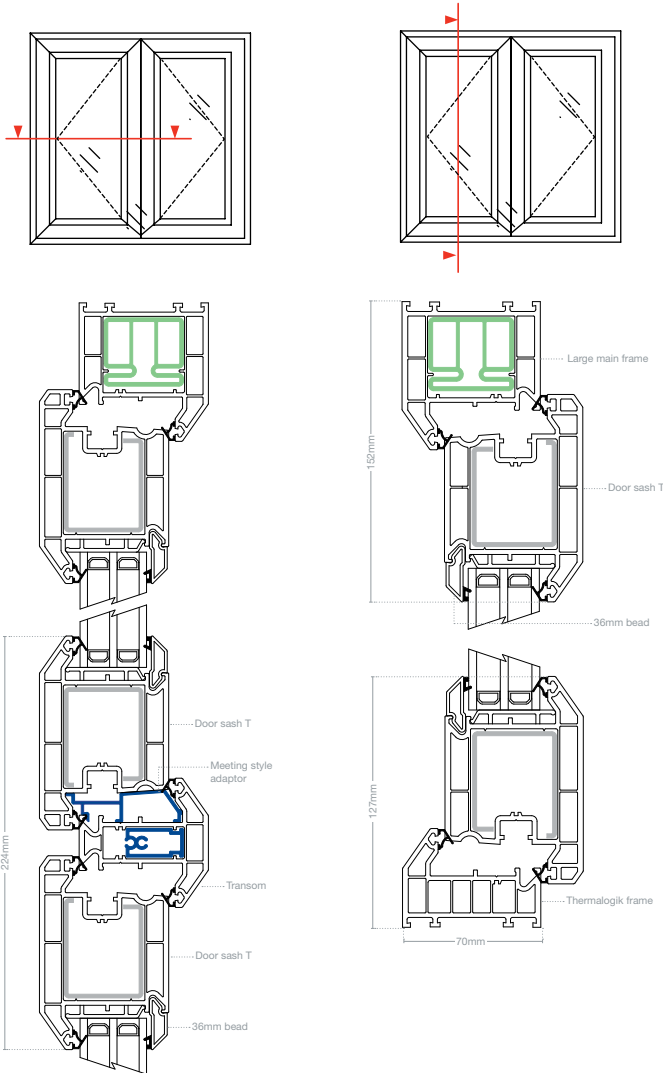 Large main frame
152mm
Door sash T
36mm bead
Door sash T
Meeting style
adaptor
127mm
224mm
Transom
Thermalogik frame
70mm
Door sash T
36mm bead